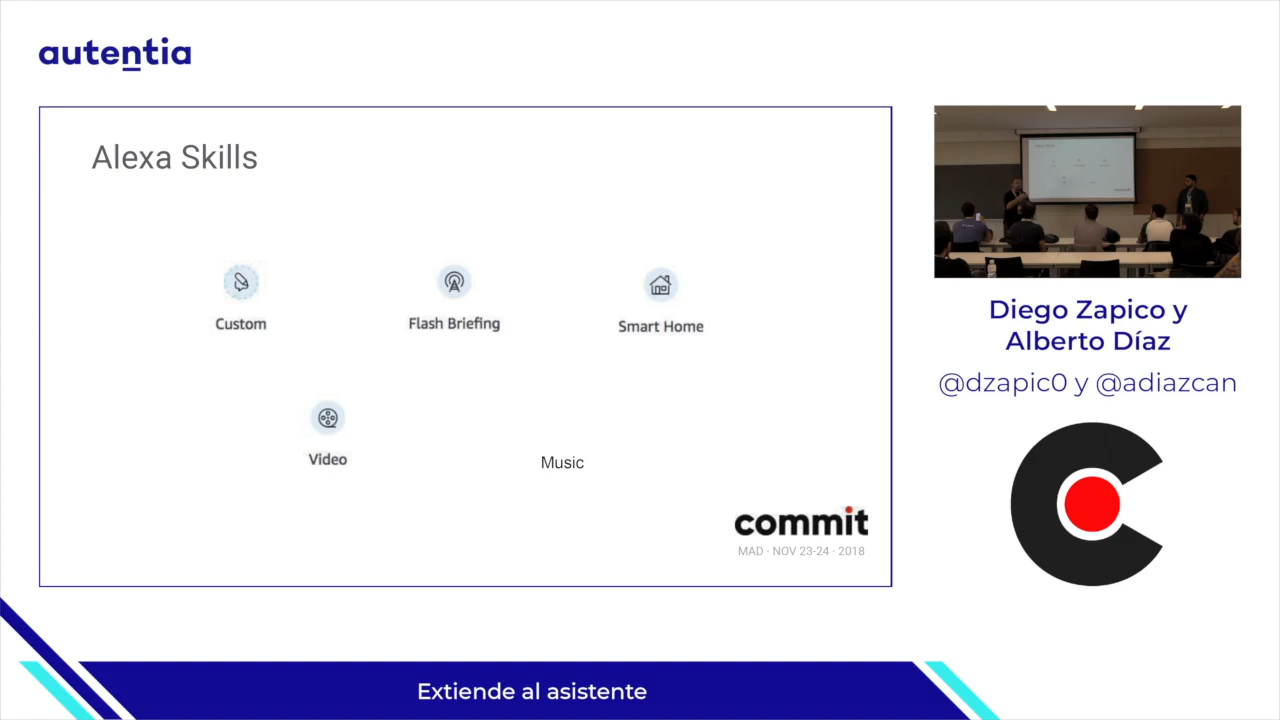 autentia
Alexa Skills
Custom
Flash Briefing
Smart Home
Video
Music
commit
MAD · NOV 23-24 · 2018
Diego Zapico y
Alberto Díaz
@dzapic0 y @adiazcan
Extiende al asistente